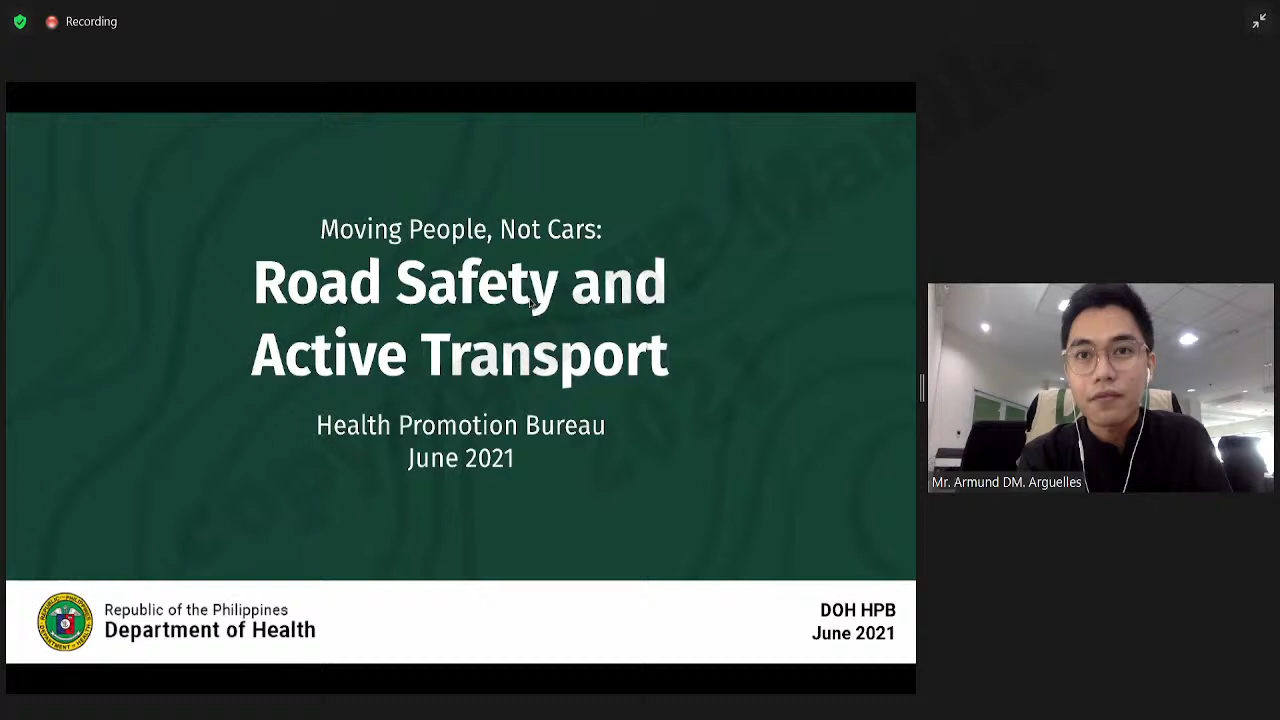 Recording
Moving People, Not Cars:
Road Safety and
Active Transport
Health Promotion Bureau
June 2021
Mr. Armund DM. Arguelles
Republic of the Philippines
Department of Health
DOH HPB
June 2021